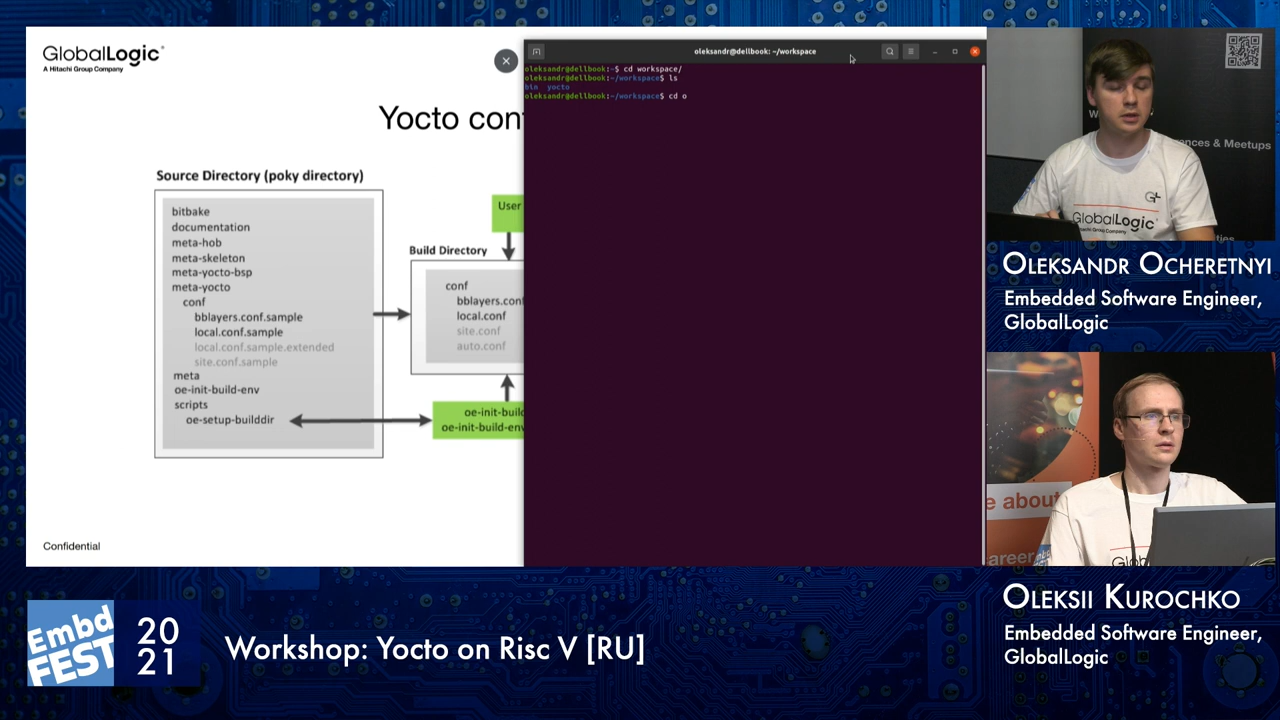 GlobalLogic
A Hitachi Group Company
Yocto con
Source Directory (poky directory)
bitbake
documentation
meta-hob
meta-skeleton
meta-yocto-bsp
meta-yocto
conf
bblayers.conf.sample
local.conf.sample
local.conf.sample.extended
site.conf.sample
meta
oe-init-build-env
scripts
oe-setup-builddir
User
Build Directory
conf
bblayers.conf
local.conf
site.conf
auto.conf
oe-init-build
oe-init-build-env
Confidential
oleksandr@dellbook: ~/workspace
oleksandr@dellbook:~$ cd workspace/
oleksandr@dellbook:~/workspace$ ls
bin yocto
oleksandr@dellbook:~/workspace$ cd o
nces & Meetups
GlobalLogic
OLEKSANDR OCHERETNYI
Embedded Software Engineer,
GlobalLogic
e about
areer
OLEKSII KUROCHKO
Embedded Software Engineer,
GlobalLogic
Embd
FEST
20
21
Workshop: Yocto on Risc V [RU]